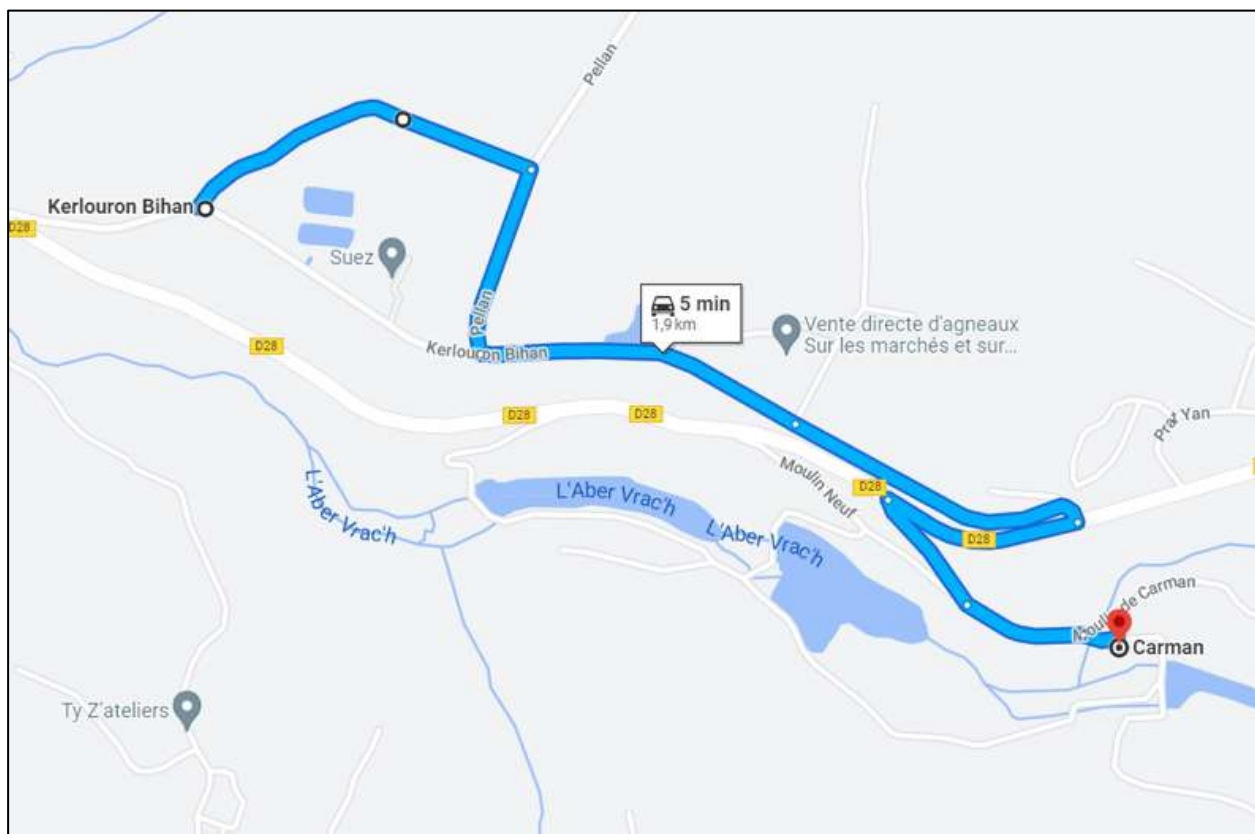 Pellan
Kerlouron Bihan
D28
Suez
Pellan
5 min
1,9 km
Vente directe d'agneaux
Sur les marchés et sur...
Kerlouron Bihan
D28
D28
D28
Prat Yan
Moulin Neuf
D28
L'Aber Vrac'h
L'Aber Vrac'h
L'Aber Vrac'h
D28
Moulin de Carman
Carman
Ty Z'ateliers